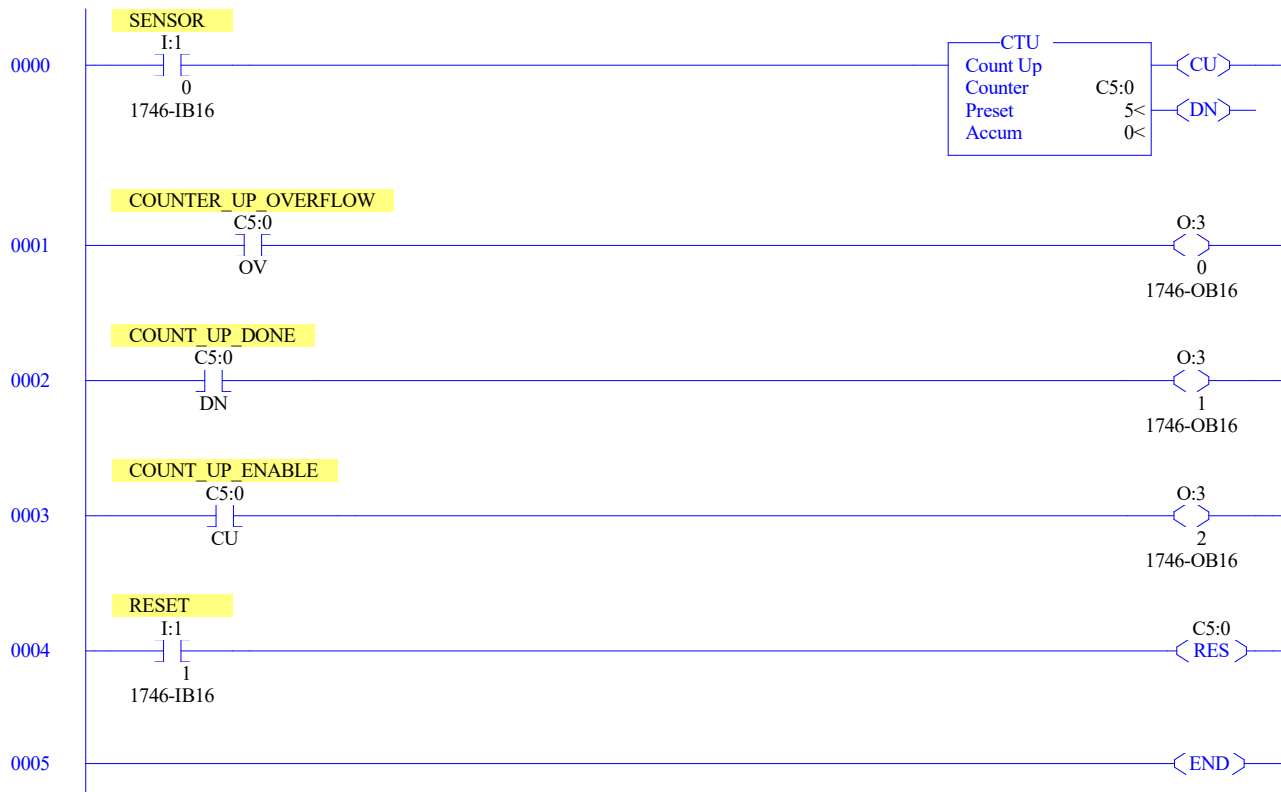 SENSOR
I:1
0000
0
1746-IB16
CTU
Count Up
Counter C5:0
Preset 5<
Accum 0<
CU
DN
COUNTER_UP_OVERFLOW
C5:0
0001
OV
O:3
0
1746-OB16
COUNT_UP_DONE
C5:0
0002
DN
O:3
1
1746-OB16
COUNT_UP_ENABLE
C5:0
0003
CU
O:3
2
1746-OB16
RESET
I:1
0004
1
1746-IB16
C5:0
RES
0005
END